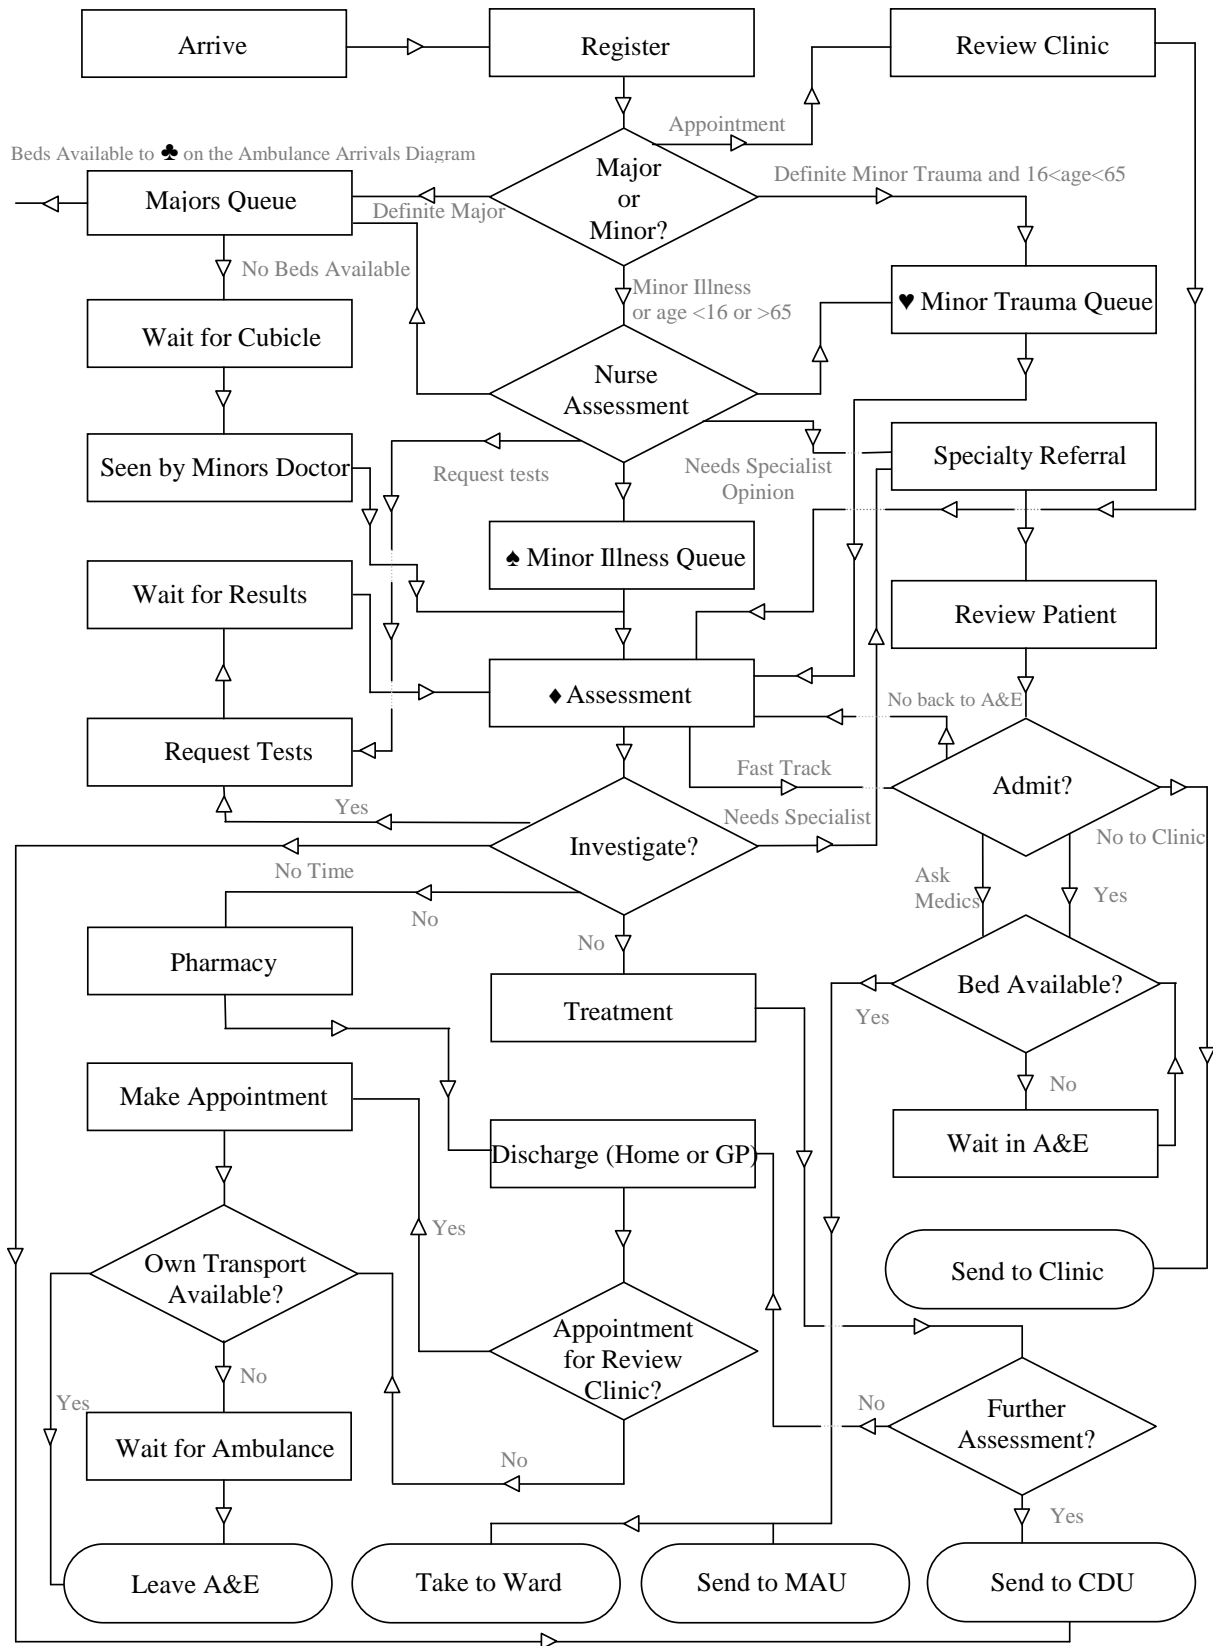 Arrive
Register
Review Clinic
Appointment
Beds Available to ♣ on the Ambulance Arrivals Diagram
Majors Queue
Definite Major
Major
or
Minor?
Definite Minor Trauma and 16<age<65
No Beds Available
Minor Illness
or age <16 or >65
♥ Minor Trauma Queue
Wait for Cubicle
Nurse
Assessment
Seen by Minors Doctor
Request tests
Needs Specialist
Opinion
Specialty Referral
♠ Minor Illness Queue
Wait for Results
Review Patient
♦ Assessment
No back to A&E
Request Tests
Fast Track
Admit?
Yes
Needs Specialist
Investigate?
No to Clinic
No Time
Ask
Medics
Yes
No
No
Pharmacy
Treatment
Bed Available?
Yes
No
Make Appointment
Discharge (Home or GP)
Wait in A&E
Yes
Own Transport
Available?
Send to Clinic
Appointment
for Review
Clinic?
No
Yes
No
Further
Assessment?
Wait for Ambulance
No
Yes
Leave A&E
Take to Ward
Send to MAU
Send to CDU